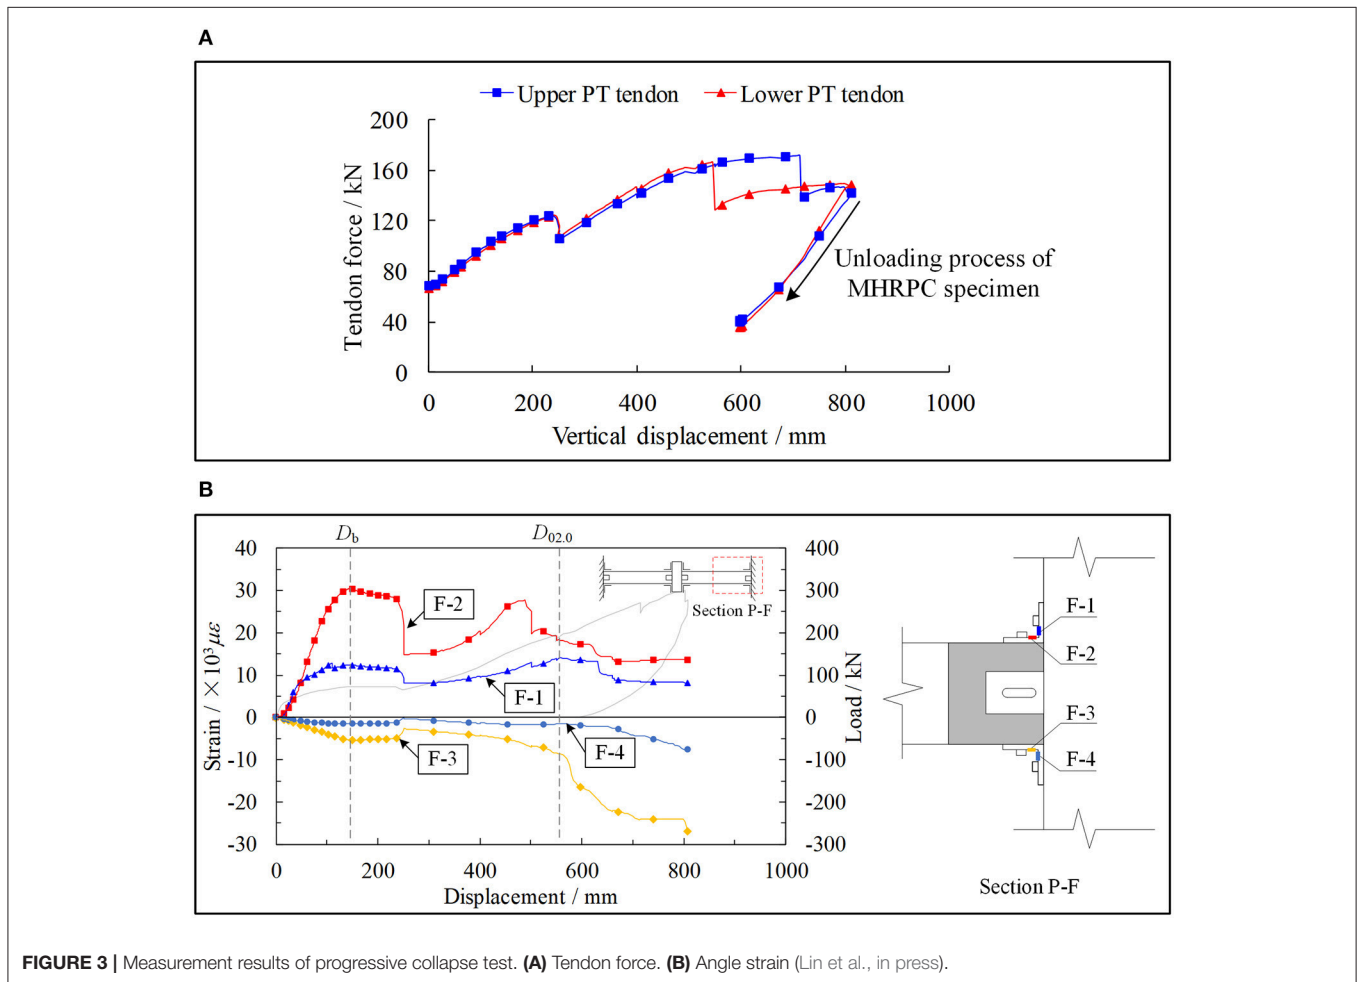 A
Upper PT tendon Lower PT tendon
200
160
120
80
40
0
Tendon force / kN
Unloading process of
MHRPC specimen
0 200 400 600 800 1000
Vertical displacement / mm
B
D_b D_02.0
40
30
20
10
0
-10
-20
-30
Strain / ×10³με
400
300
200
100
0
-100
-200
-300
Load / kN
F-2
F-1
F-4
F-3
Section P-F
0 200 400 600 800 1000
Displacement / mm
F-1
F-2
F-3
F-4
Section P-F
FIGURE 3 | Measurement results of progressive collapse test. (A) Tendon force. (B) Angle strain (Lin et al., in press).